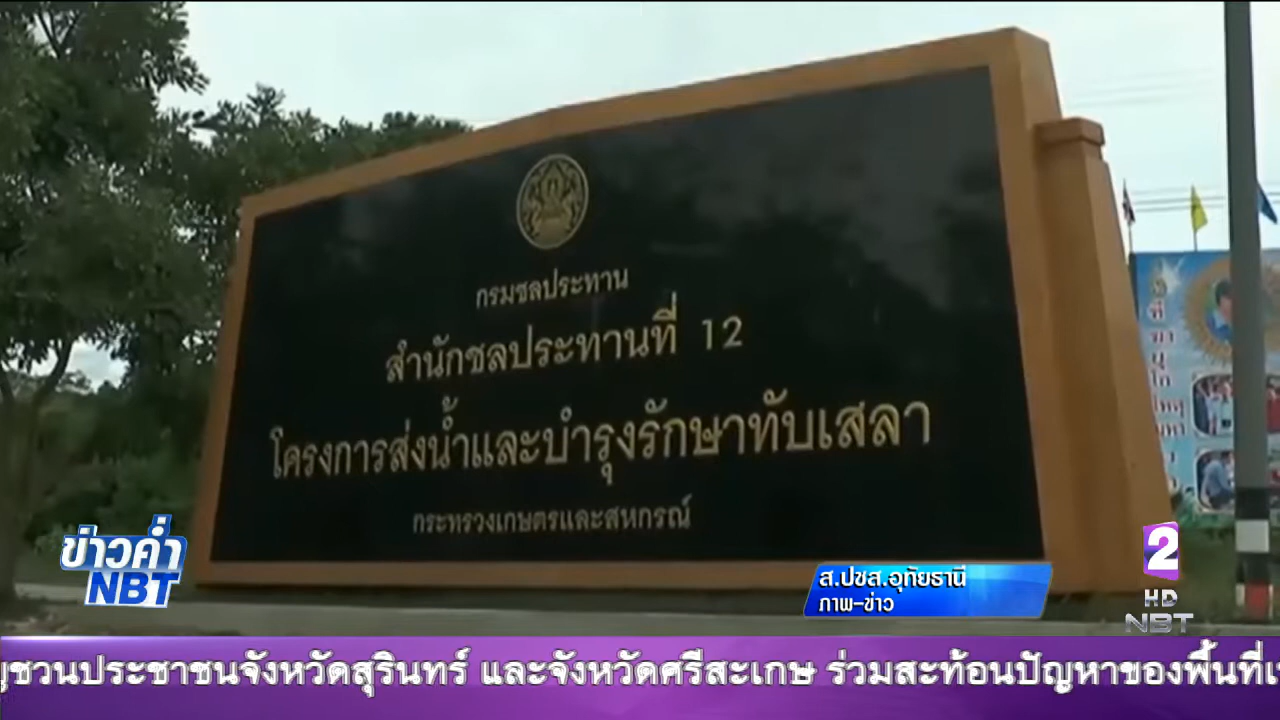 กรมชลประทาน
สำนักชลประทานที่ 12
โครงการส่งน้ำและบำรุงรักษาทับเสลา
กระทรวงเกษตรและสหกรณ์
ข่าวค่ำ
NBT
ส.ปชส.อุทัยธานี
ภาพ-ข่าว
2
HD
NBT
ชวนประชาชนจังหวัดสุรินทร์ และจังหวัดศรีสะเกษ ร่วมสะท้อนปัญหาของพื้นที่